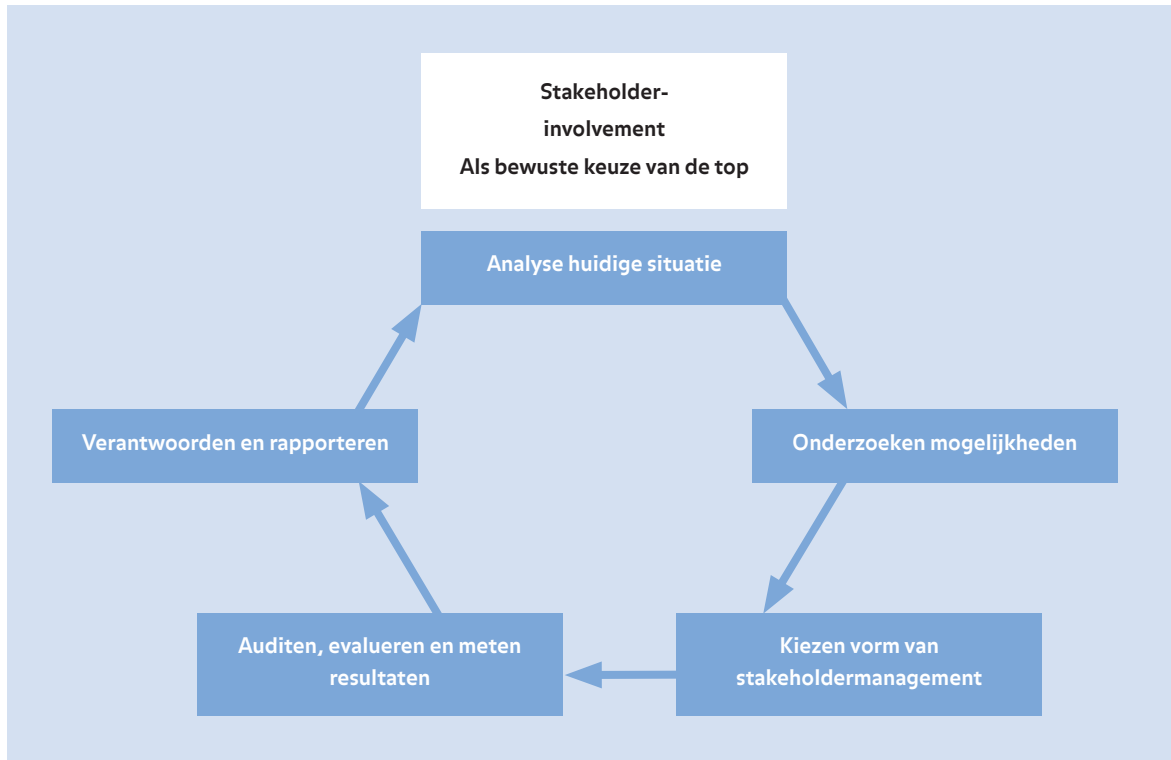 Stakeholder-
involvement
Als bewuste keuze van de top
Analyse huidige situatie
Verantwoorden en rapporteren
Onderzoeken mogelijkheden
Auditen, evalueren en meten
resultaten
Kiezen vorm van
stakeholdermanagement